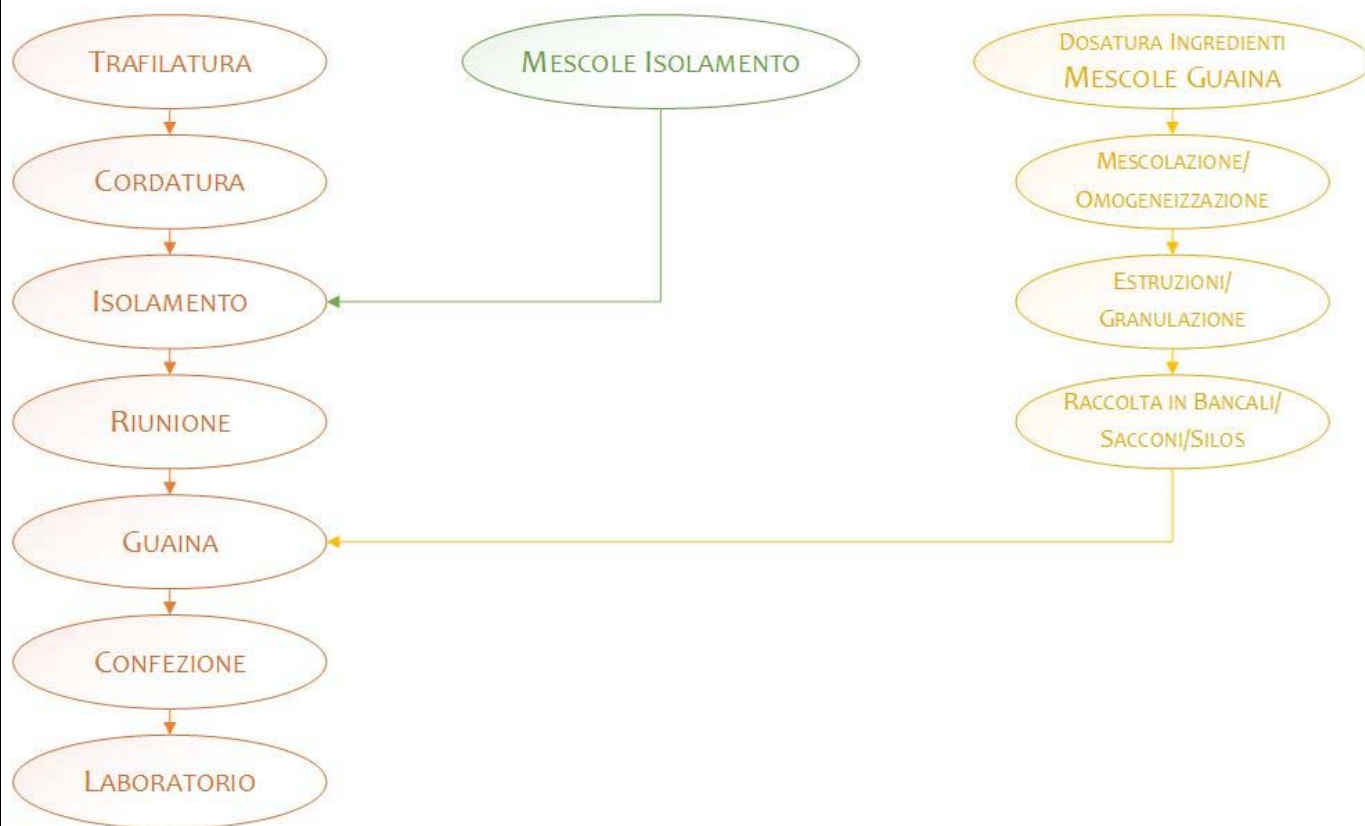 TRAFILATURA
CORDATURA
ISOLAMENTO
RIUNIONE
GUAINA
CONFEZIONE
LABORATORIO
MESCOLE ISOLAMENTO
DOSATURA INGREDIENTI
MESCOLE GUAINA
MESCOLAZIONE/
OMOGENEIZZAZIONE
ESTRUZIONI/
GRANULAZIONE
RACCOLTA IN BANCALI/
SACCONI/SILOS